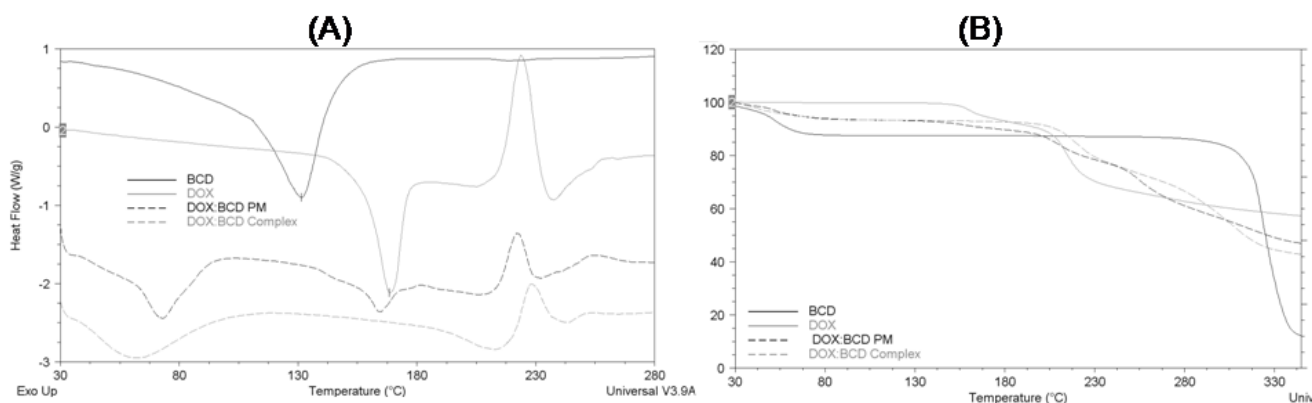 (A)
1
0
-1
-2
-3
Heat Flow (W/g)
BCD
DOX
DOX:BCD PM
DOX:BCD Complex
30 80 130 180 230 280
Exo Up Temperature (°C) Universal V3.9A
(B)
120
100
80
60
40
20
0
BCD
DOX
DOX:BCD PM
DOX:BCD Complex
30 80 130 180 230 280 330
Temperature (°C) Univ